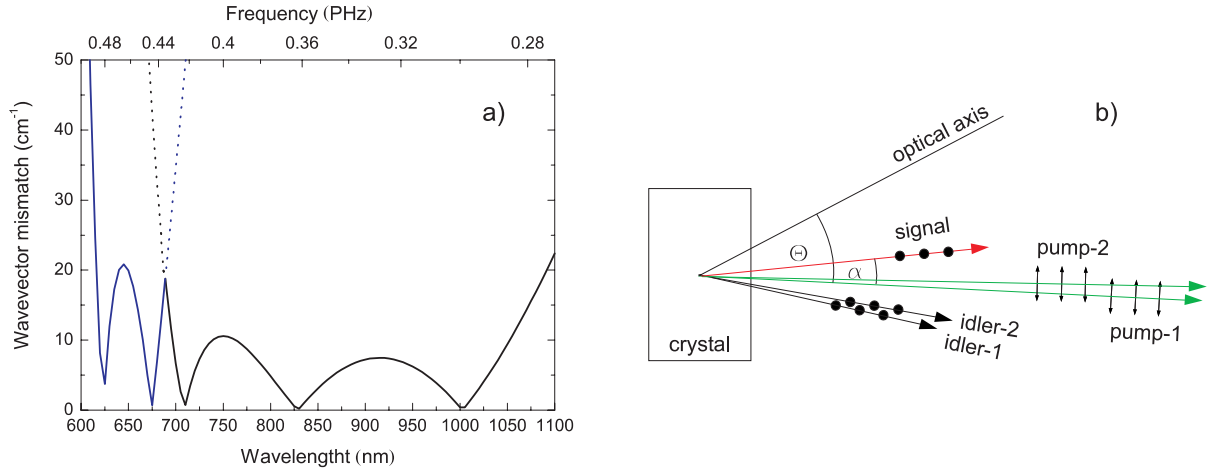 Frequency (PHz)
0.48 0.44 0.4 0.36 0.32 0.28
a)
Wavevector mismatch (cm-1)
50
40
30
20
10
0
600 650 700 750 800 850 900 950 1000 1050 1100
Wavelenght (nm)
b)
optical axis
signal
Θ
α
pump-2
pump-1
idler-2
idler-1
crystal